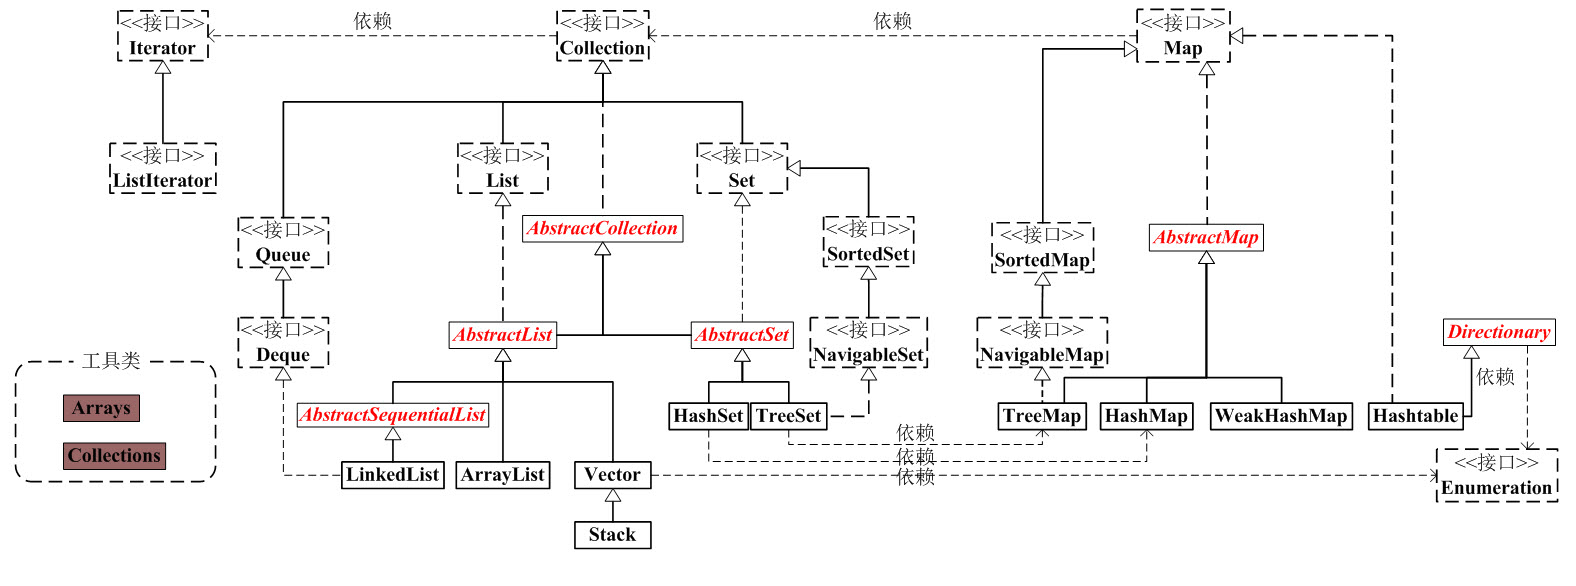 <<接口>>
Iterator
依赖
<<接口>>
Collection
依赖
<<接口>>
Map
<<接口>>
ListIterator
<<接口>>
List
<<接口>>
Set
<<接口>>
Queue
AbstractCollection
<<接口>>
SortedSet
<<接口>>
SortedMap
AbstractMap
<<接口>>
Deque
AbstractList
AbstractSet
<<接口>>
NavigableSet
<<接口>>
NavigableMap
Directionary
工具类
Arrays
Collections
依赖
AbstractSequentialList
HashSet
TreeSet
TreeMap
HashMap
WeakHashMap
Hashtable
依赖
依赖
依赖
LinkedList
ArrayList
Vector
<<接口>>
Enumeration
Stack